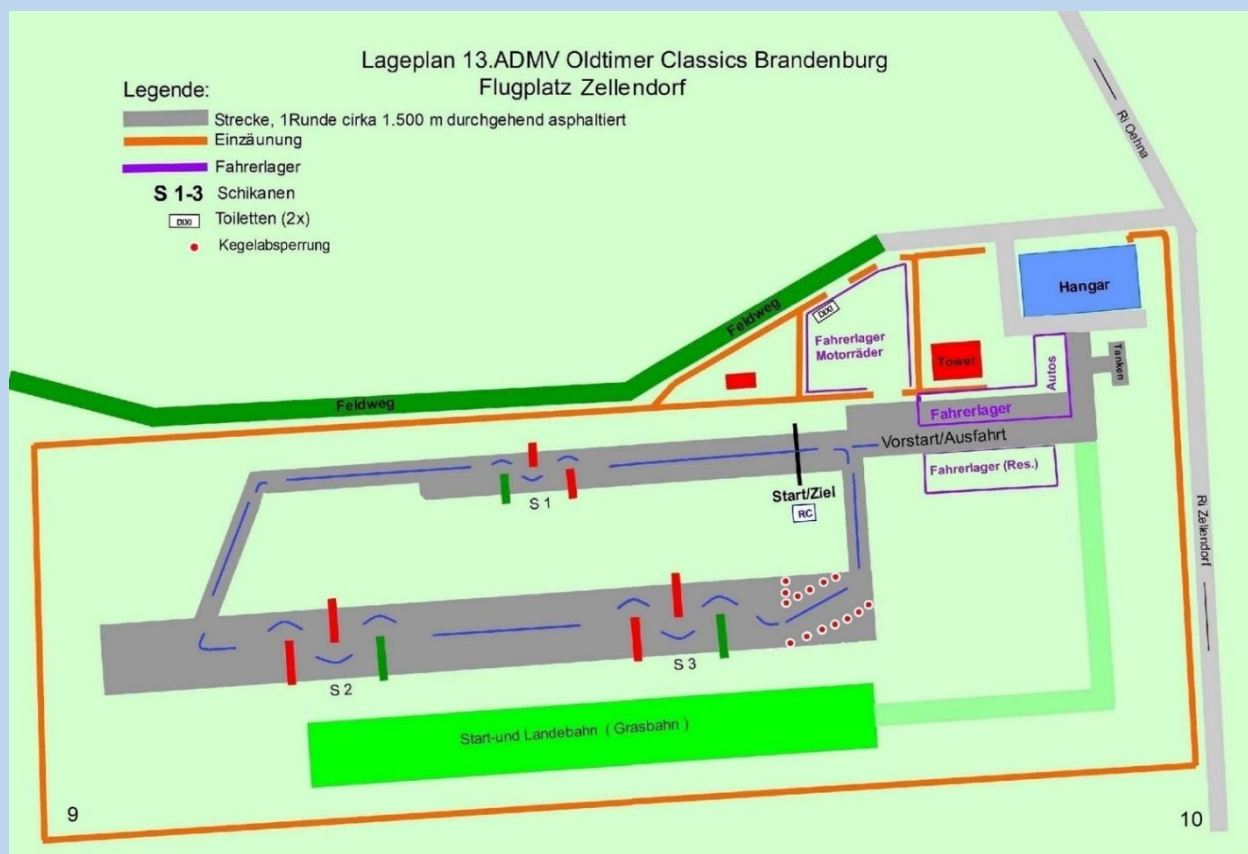 Lageplan 13.ADMV Oldtimer Classics Brandenburg
Flugplatz Zellendorf
Legende:
Strecke, 1Runde cirka 1.500 m durchgehend asphaltiert
Einzäunung
Fahrerlager
S 1-3 Schikanen
DIXI Toiletten (2x)
Kegelabsperrung
Ri Oehna
Hangar
Feldweg
DIXI
Fahrerlager
Motorräder
Tower
Autos
Tanken
Feldweg
Fahrerlager
Vorstart/Ausfahrt
Fahrerlager (Res.)
S 1
Start/Ziel
RC
Ri Zellendorf
S 2
S 3
Start-und Landebahn ( Grasbahn )
9
10